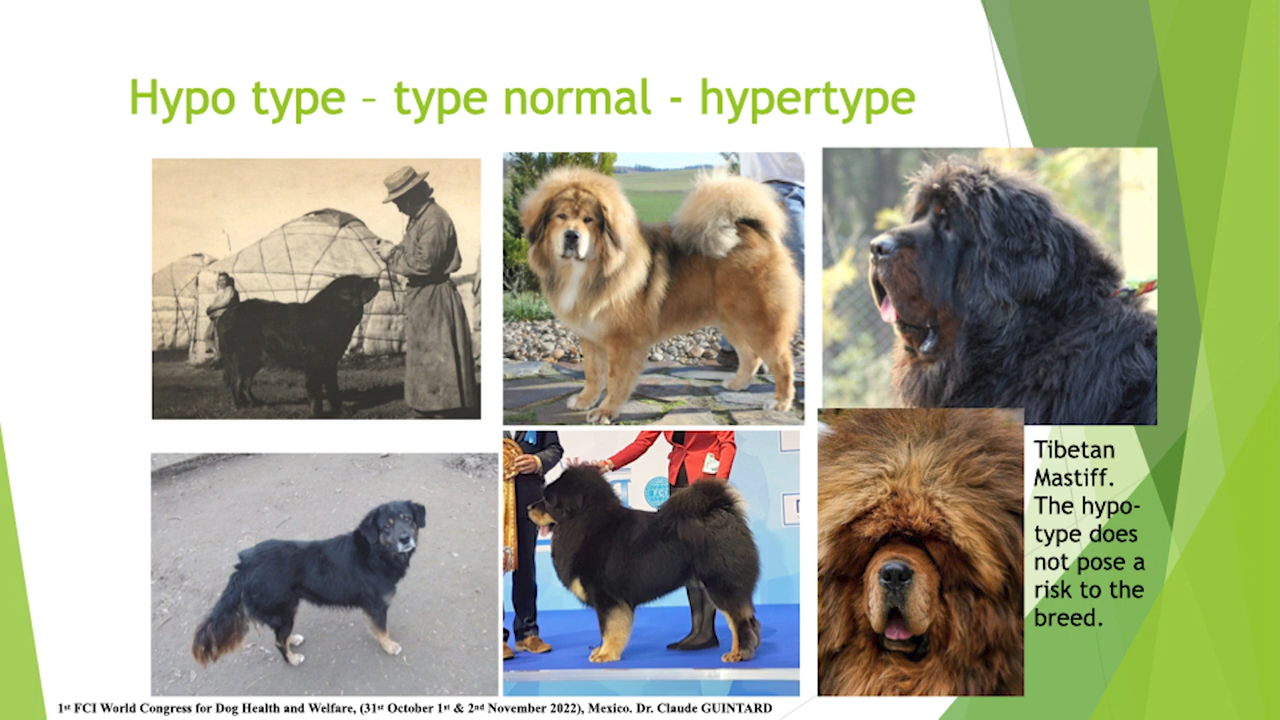 Hypo type – type normal - hypertype
Tibetan
Mastiff.
The hypo-
type does
not pose a
risk to the
breed.
1st FCI World Congress for Dog Health and Welfare, (31st October 1st & 2nd November 2022), Mexico. Dr. Claude GUINTARD